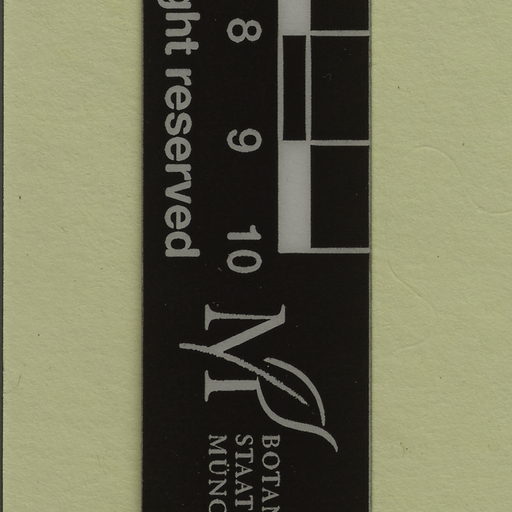 ght reserved
8
9
10
M
BOTAN
STAAT
MÜNC